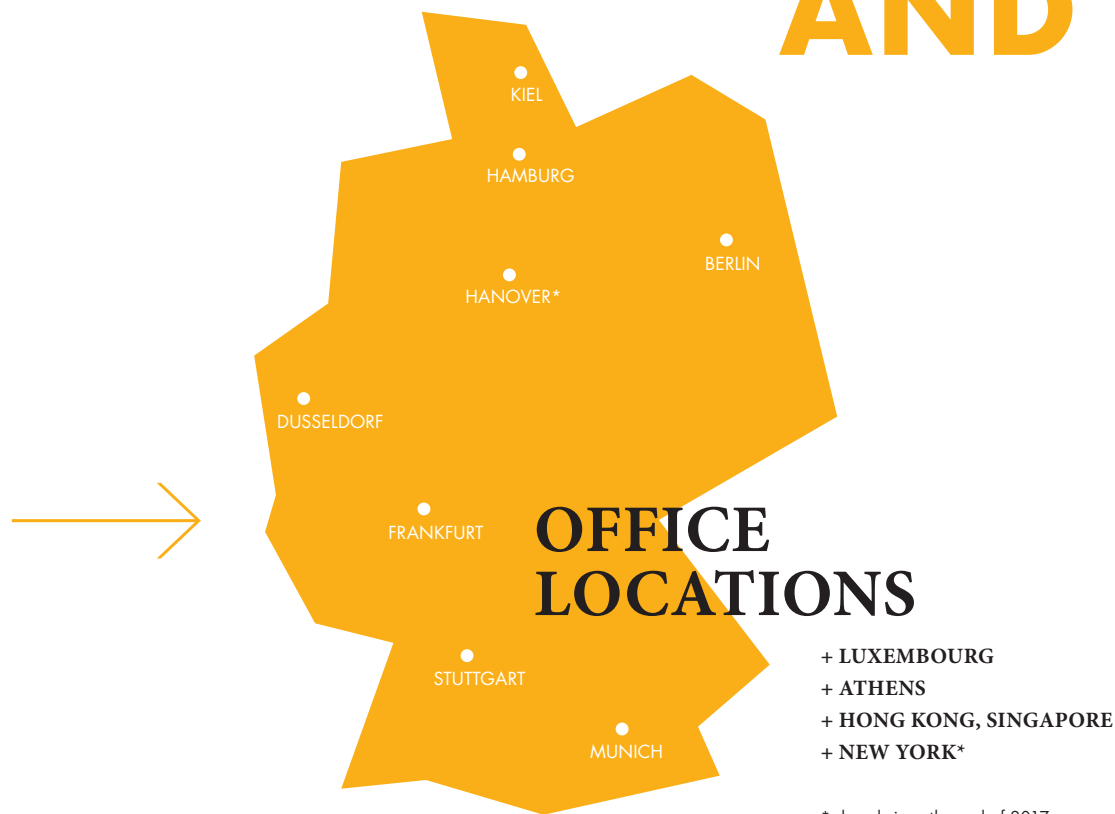 AND
KIEL
HAMBURG
BERLIN
HANOVER*
DUSSELDORF
FRANKFURT
OFFICE
LOCATIONS
STUTTGART
MUNICH
+ LUXEMBOURG
+ ATHENS
+ HONG KONG, SINGAPORE
+ NEW YORK*